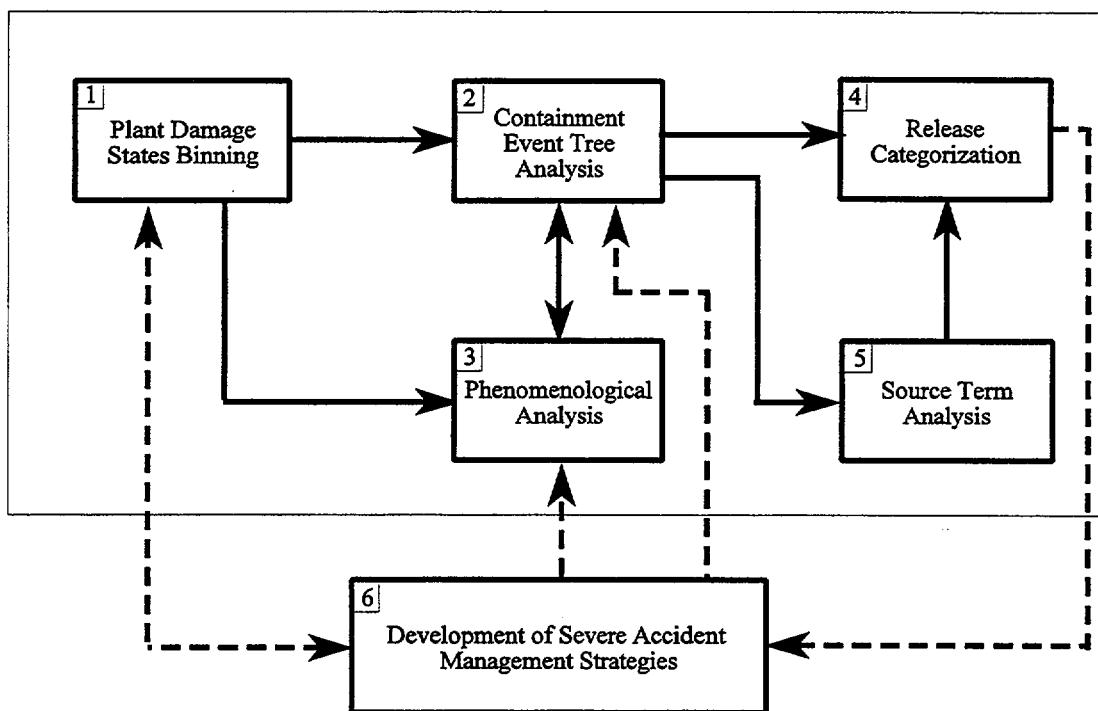 1
Plant Damage
States Binning
2
Containment
Event Tree
Analysis
4
Release
Categorization
3
Phenomenological
Analysis
5
Source Term
Analysis
6
Development of Severe Accident
Management Strategies